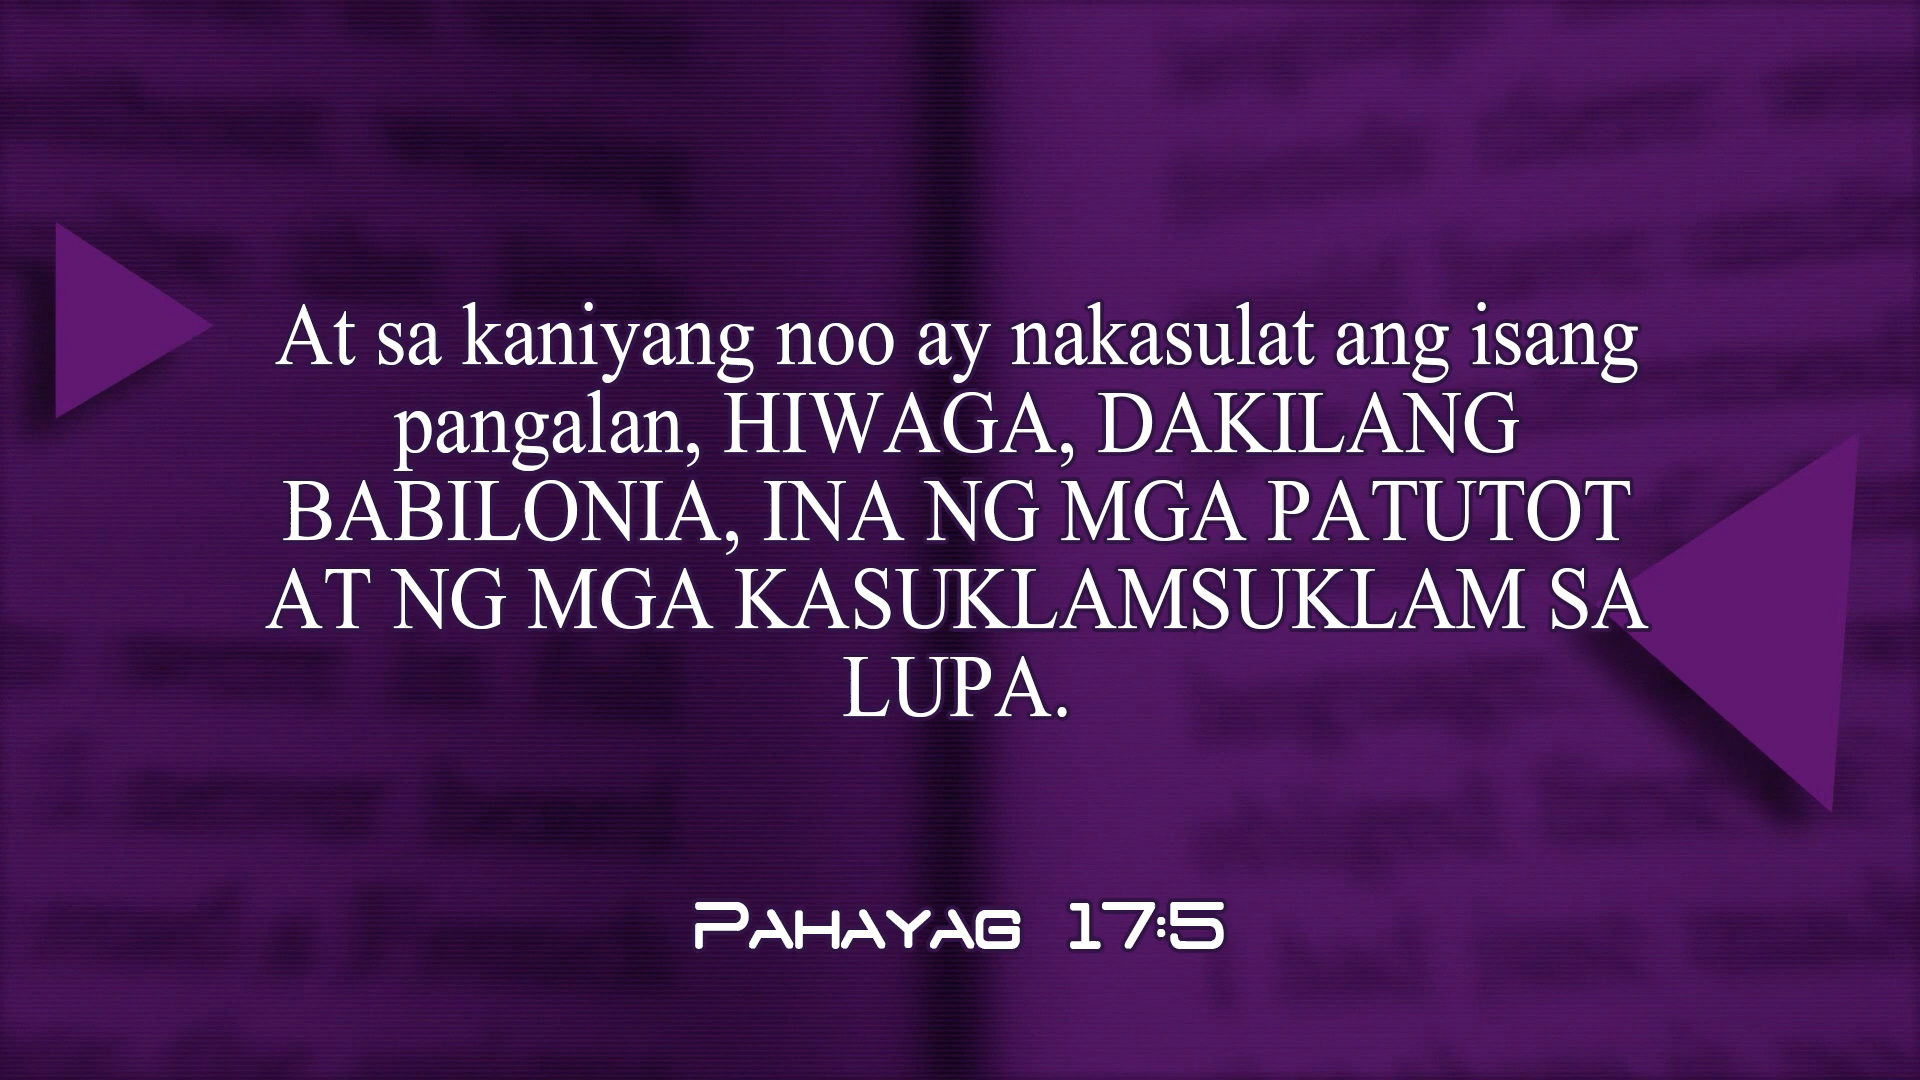 At sa kaniyang noo ay nakasulat ang isang
pangalan, HIWAGA, DAKILANG
BABILONIA, INA NG MGA PATUTOT
AT NG MGA KASUKLAMSUKLAM SA
LUPA.
Pahayag 17:5